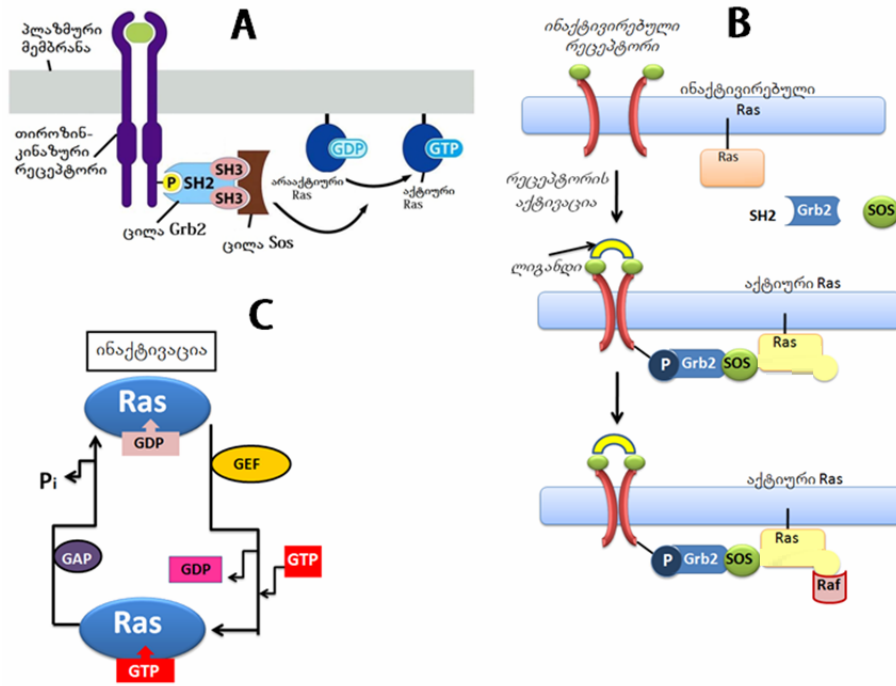 A
პლაზმური
მემბრანა
თიროზინ-
კინაზური
რეცეპტორი
P
SH2
SH3
SH3
GDP
GTP
არააქტიური
Ras
აქტიური
Ras
ცილა Grb2
ცილა Sos
B
ინაქტივირებული
რეცეპტორი
ინაქტივირებული
Ras
Ras
რეცეპტორის
აქტივაცია
SH2
Grb2
SOS
ლიგანდი
აქტიური Ras
Ras
P
Grb2
SOS
აქტიური Ras
Ras
P
Grb2
SOS
Raf
C
ინაქტივაცია
Ras
GDP
Pi
GEF
GAP
GDP
GTP
Ras
GTP